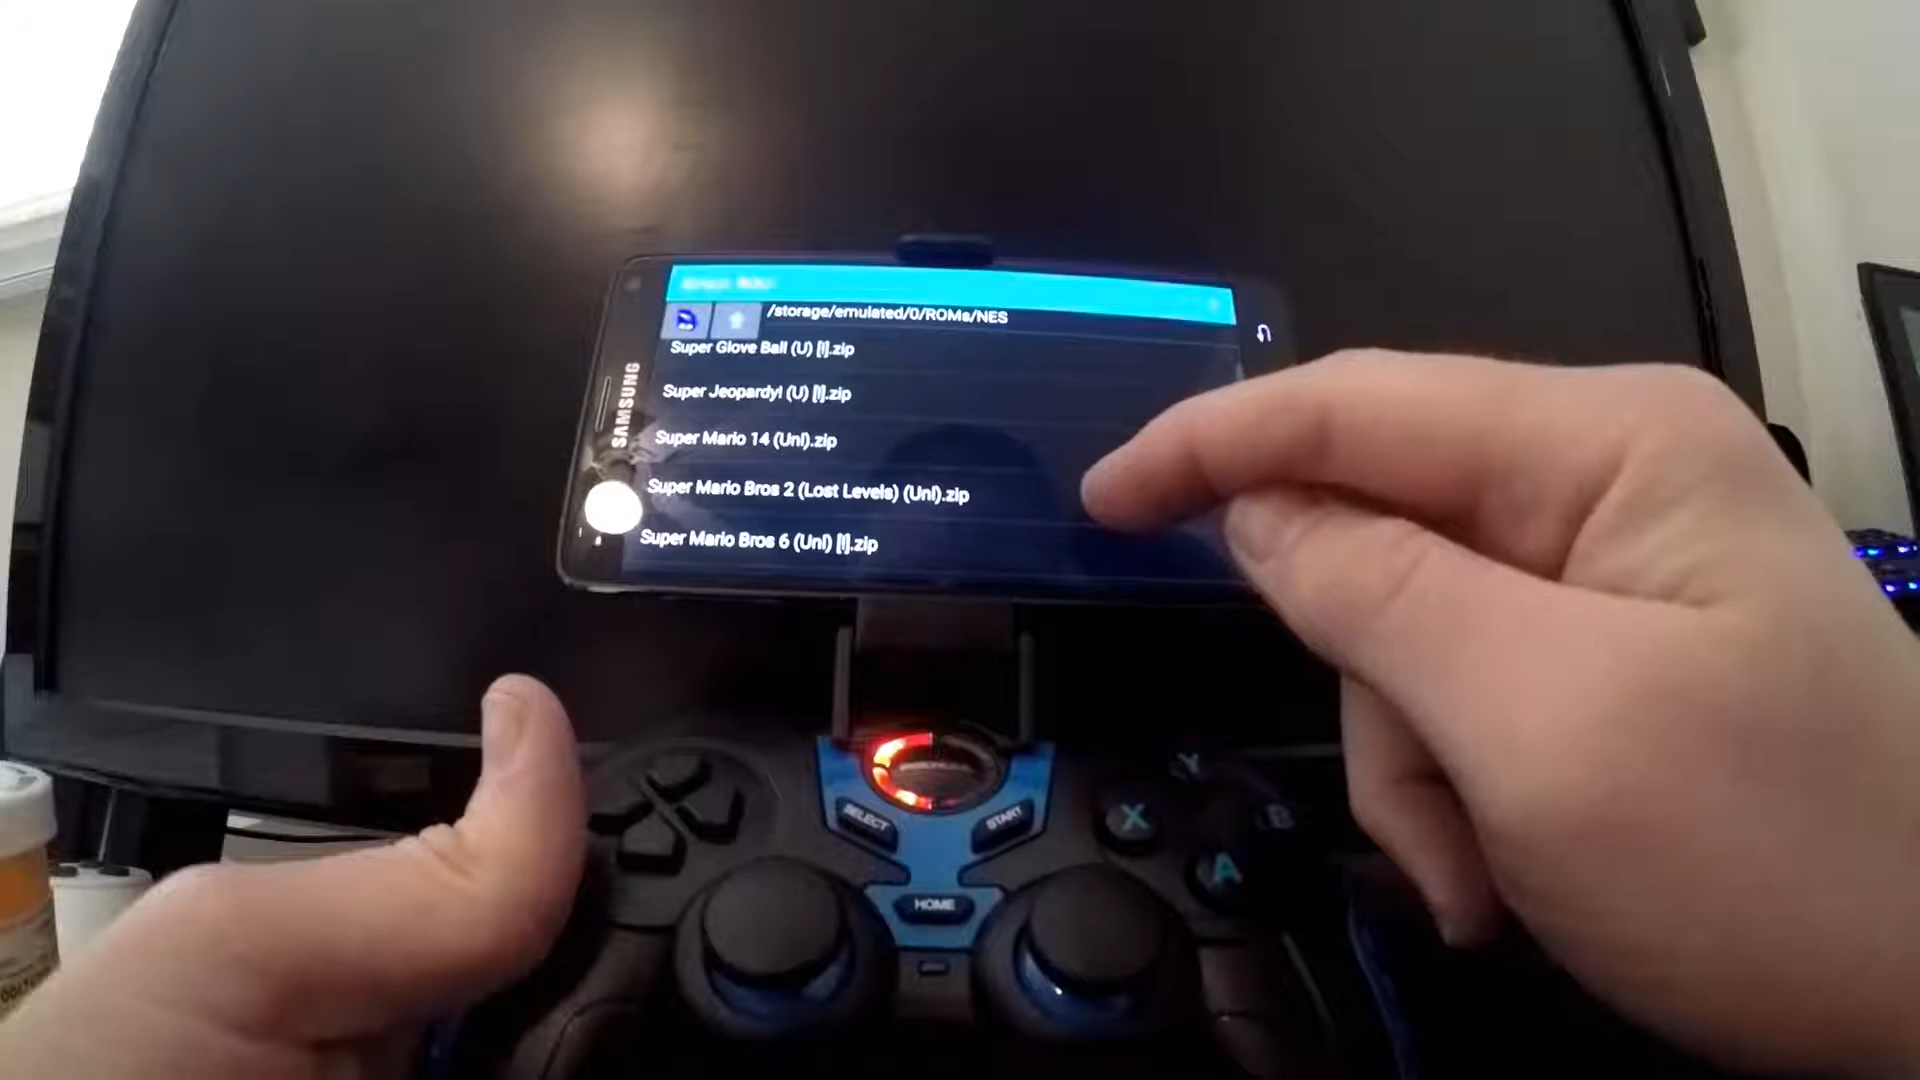 /storage/emulated/0/ROMs/NES
Super Glove Ball (U) [!].zip
Super Jeopardy! (U) [!].zip
Super Mario 14 (Unl).zip
Super Mario Bros 2 (Lost Levels) (Unl).zip
Super Mario Bros 6 (Unl) [!].zip
SAMSUNG
SELECT
START
HOME
Y
X
B
A